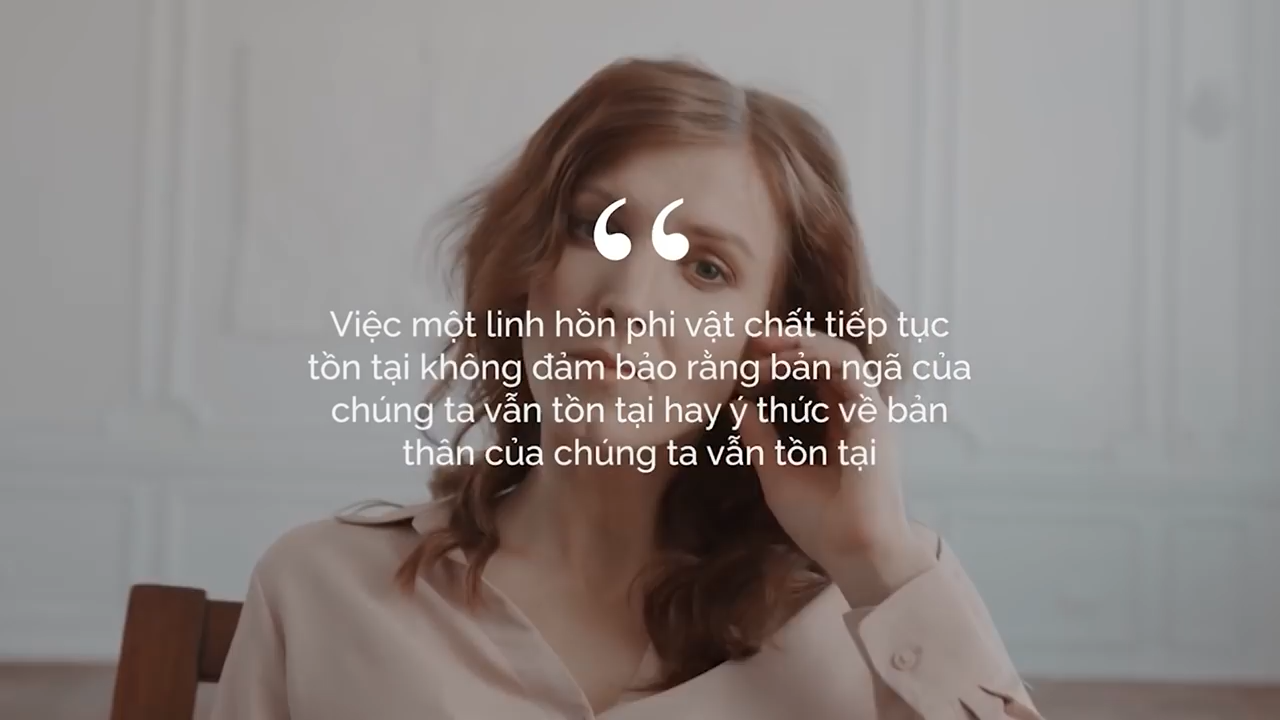 “
Việc một linh hồn phi vật chất tiếp tục
tồn tại không đảm bảo rằng bản ngã của
chúng ta vẫn tồn tại hay ý thức về bản
thân của chúng ta vẫn tồn tại